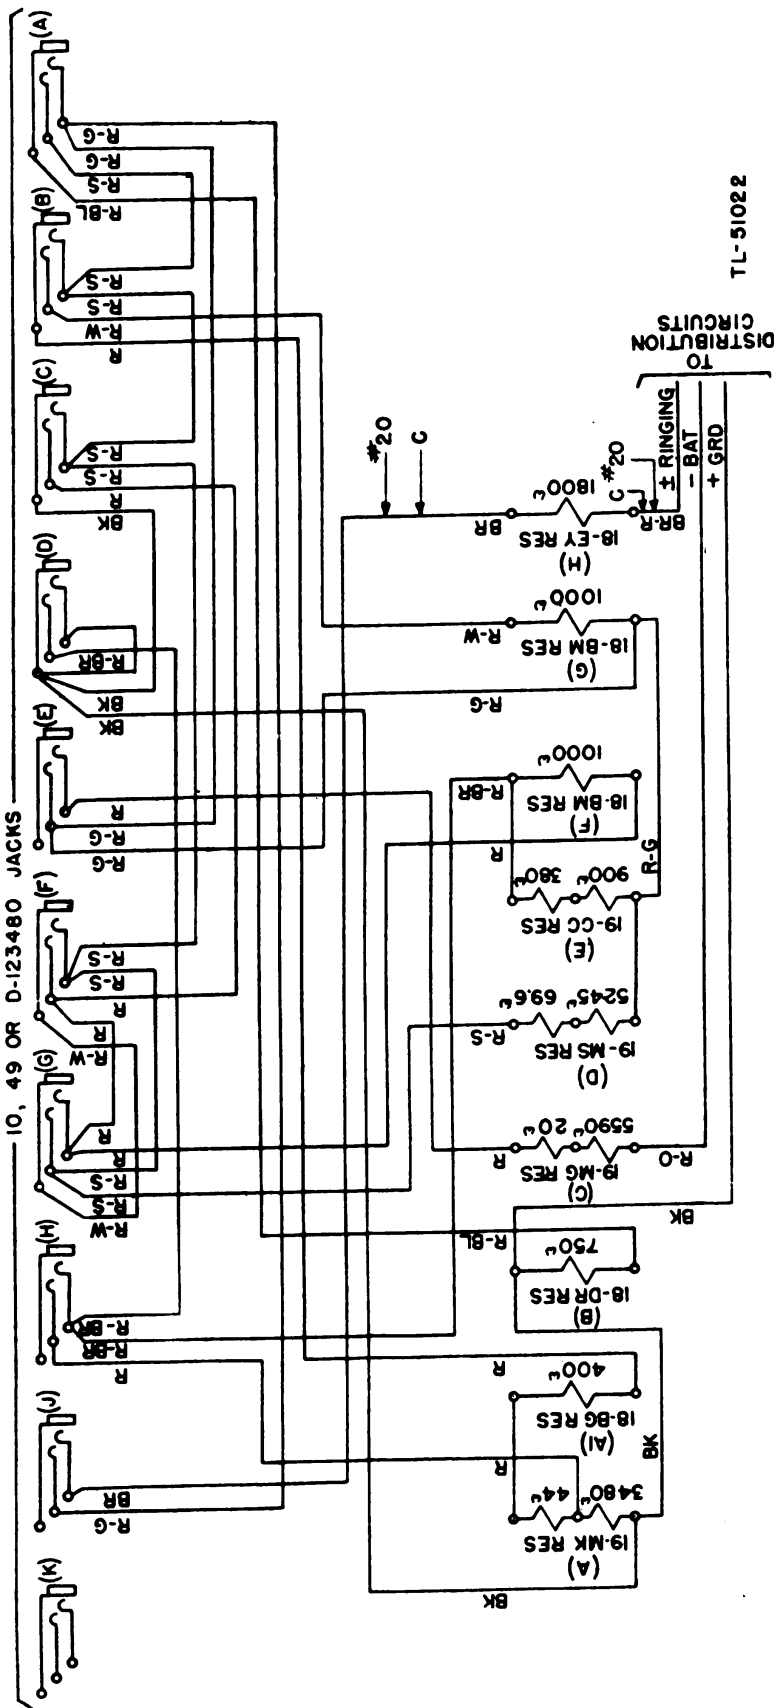 10, 49 OR D-123480 JACKS
(K)
(J)
(H)
(G)
(F)
(E)
(D)
(C)
(B)
(A)
R-G
BR
R
R-BR
R-BR
R-W
R-S
R-S
R
R
R-W
R
R
R-S
R-S
R-G
R-G
R
BK
BK
R-BR
BK
R
R-S
R-S
R
R-W
R-S
R-S
R-BL
R-S
R-G
R-G
#20
C
BK
R
R
R-BL
R
R-S
R
R-BR
R-G
R-W
BR
44ω
3480ω
19-MK RES
(A)
400ω
18-BG RES
(A1)
BK
750ω
18-DR RES
(B)
BK
20ω
5590ω
19-MG RES
(C)
R-O
69.6ω
5245ω
19-MS RES
(D)
380ω
900ω
19-CC RES
(E)
R-G
1000ω
18-BM RES
(F)
1000ω
18-BM RES
(G)
1800ω
18-EY RES
(H)
C
#20
BR-R
± RINGING
- BAT
+ GRD
TO
DISTRIBUTION
CIRCUITS
TL-51022